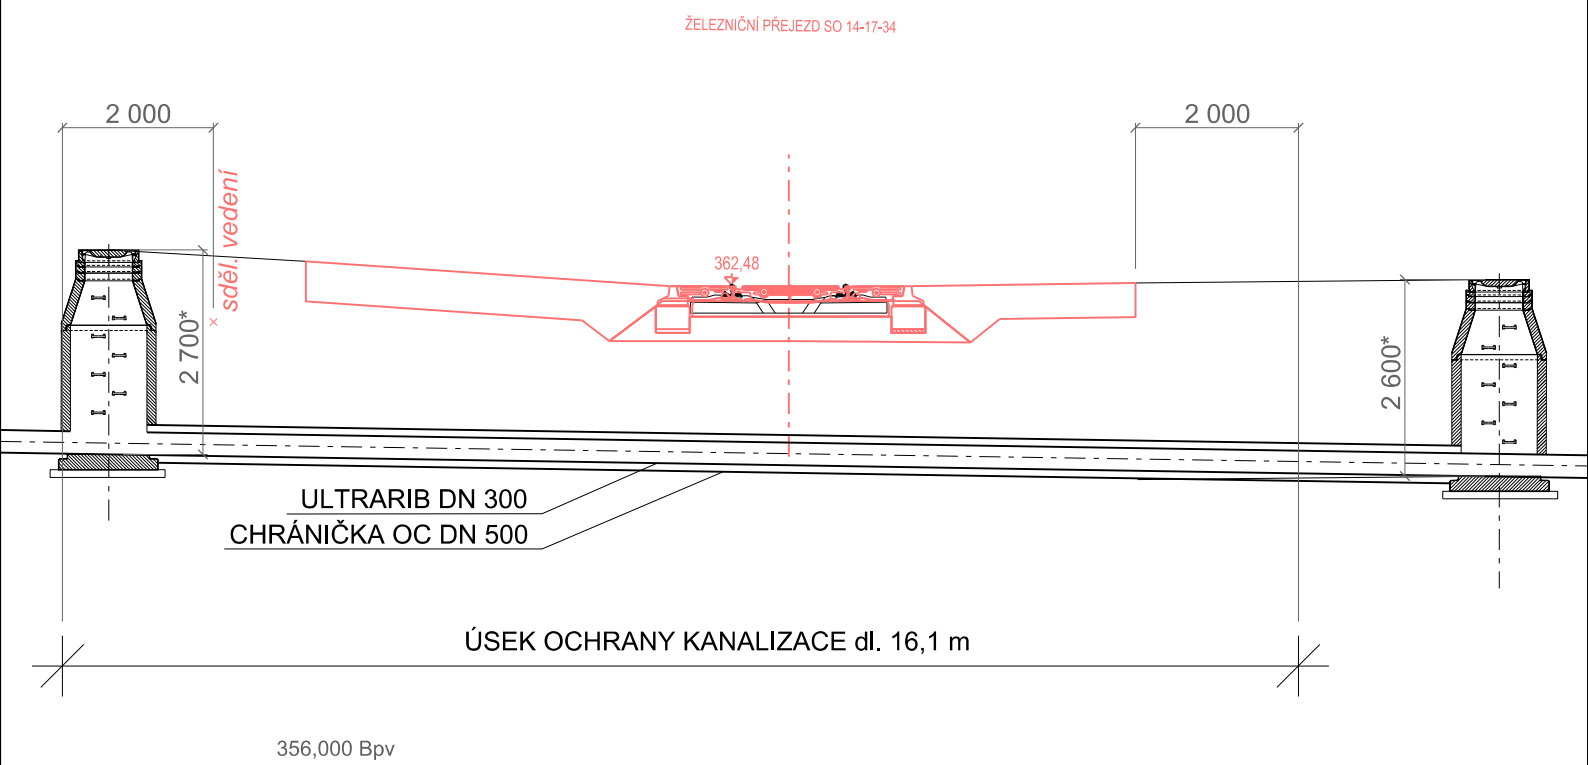 ŽELEZNIČNÍ PŘEJEZD SO 14-17-34
2 000
2 000
sděl. vedení
362,48
2 700*
2 600*
ULTRARIB DN 300
CHRÁNIČKA OC DN 500
ÚSEK OCHRANY KANALIZACE dl. 16,1 m
356,000 Bpv